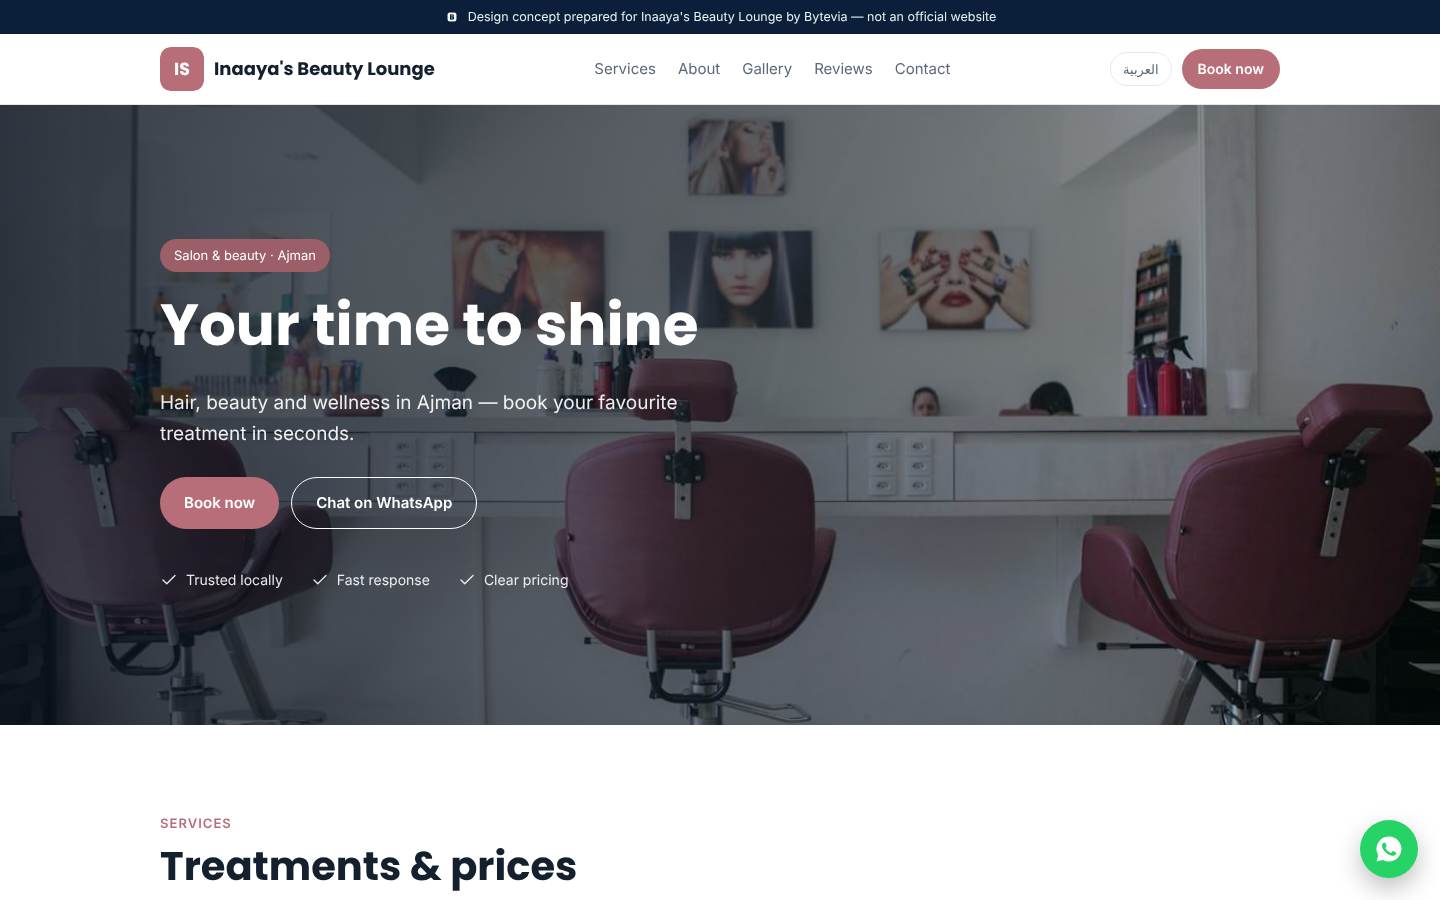 Design concept prepared for Inaaya's Beauty Lounge by Bytevia — not an official website
IS
Inaaya's Beauty Lounge
Services
About
Gallery
Reviews
Contact
العربية
Book now
Salon & beauty · Ajman
Your time to shine
Hair, beauty and wellness in Ajman — book your favourite
treatment in seconds.
Book now
Chat on WhatsApp
Trusted locally
Fast response
Clear pricing
SERVICES
Treatments & prices